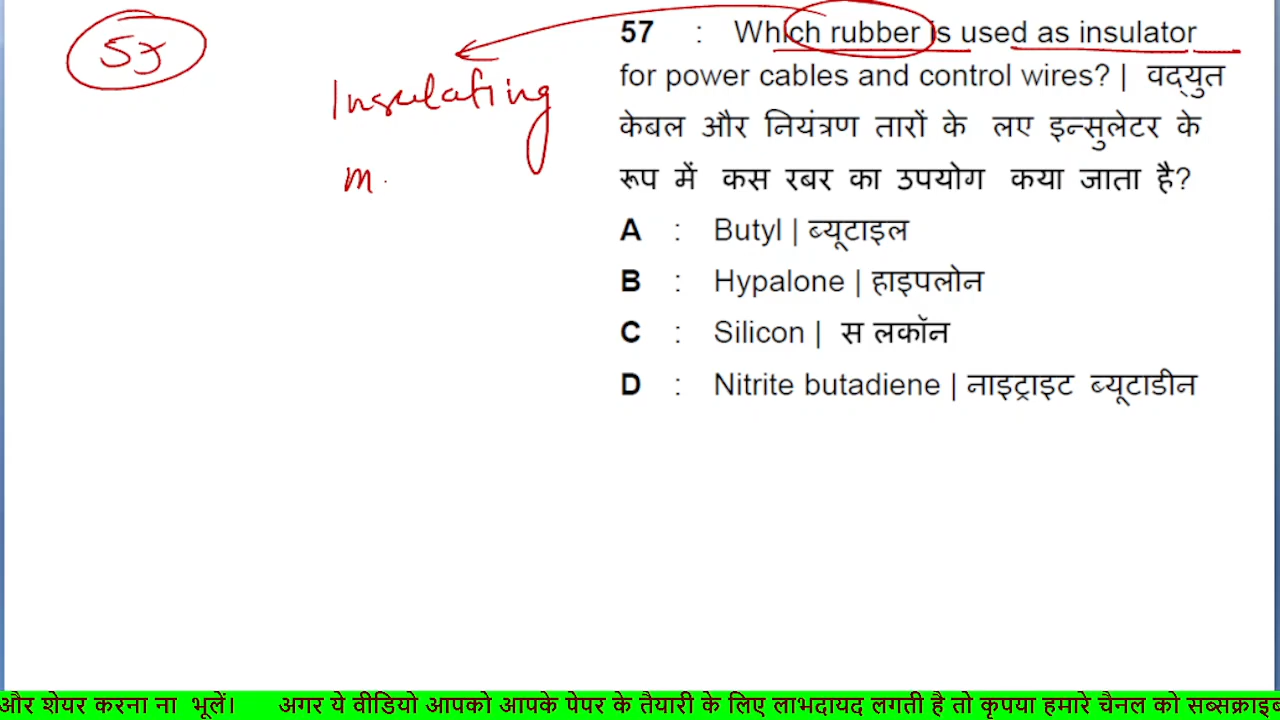 57
57 : Which rubber is used as insulator
for power cables and control wires? | वद्युत
Insulating
केबल और नियंत्रण तारों के लए इन्सुलेटर के
m.
रूप में कस रबर का उपयोग कया जाता है?
A : Butyl | ब्यूटाइल
B : Hypalone | हाइपलोन
C : Silicon | स लकॉन
D : Nitrite butadiene | नाइट्राइट ब्यूटाडीन
और शेयर करना ना भूलें। अगर ये वीडियो आपको आपके पेपर के तैयारी के लिए लाभदायद लगती है तो कृपया हमारे चैनल को सब्सक्राइब